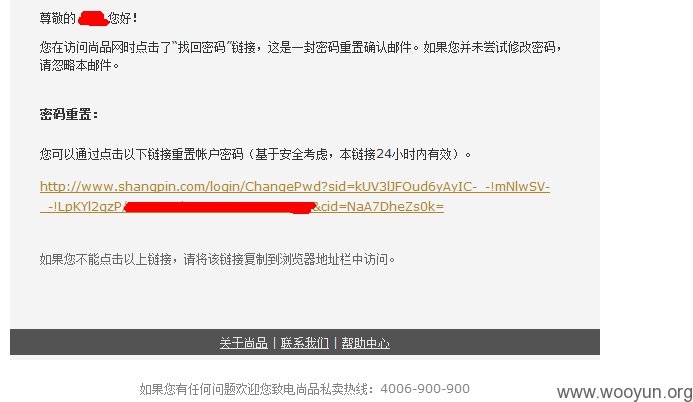 尊敬的 您好！
您在访问尚品网时点击了“找回密码”链接，这是一封密码重置确认邮件。如果您并未尝试修改密码，
请忽略本邮件。
密码重置：
您可以通过点击以下链接重置帐户密码（基于安全考虑，本链接24小时内有效）。
http://www.shangpin.com/login/ChangePwd?sid=kUV3lJFOud6yAyIC-_-!mNlwSV-
_-!LpKYl2qzP &cid=NaA7DheZs0k=
如果您不能点击以上链接，请将该链接复制到浏览器地址栏中访问。
关于尚品 | 联系我们 | 帮助中心
如果您有任何问题欢迎您致电尚品私卖热线：4006-900-900
www.wooyun.org